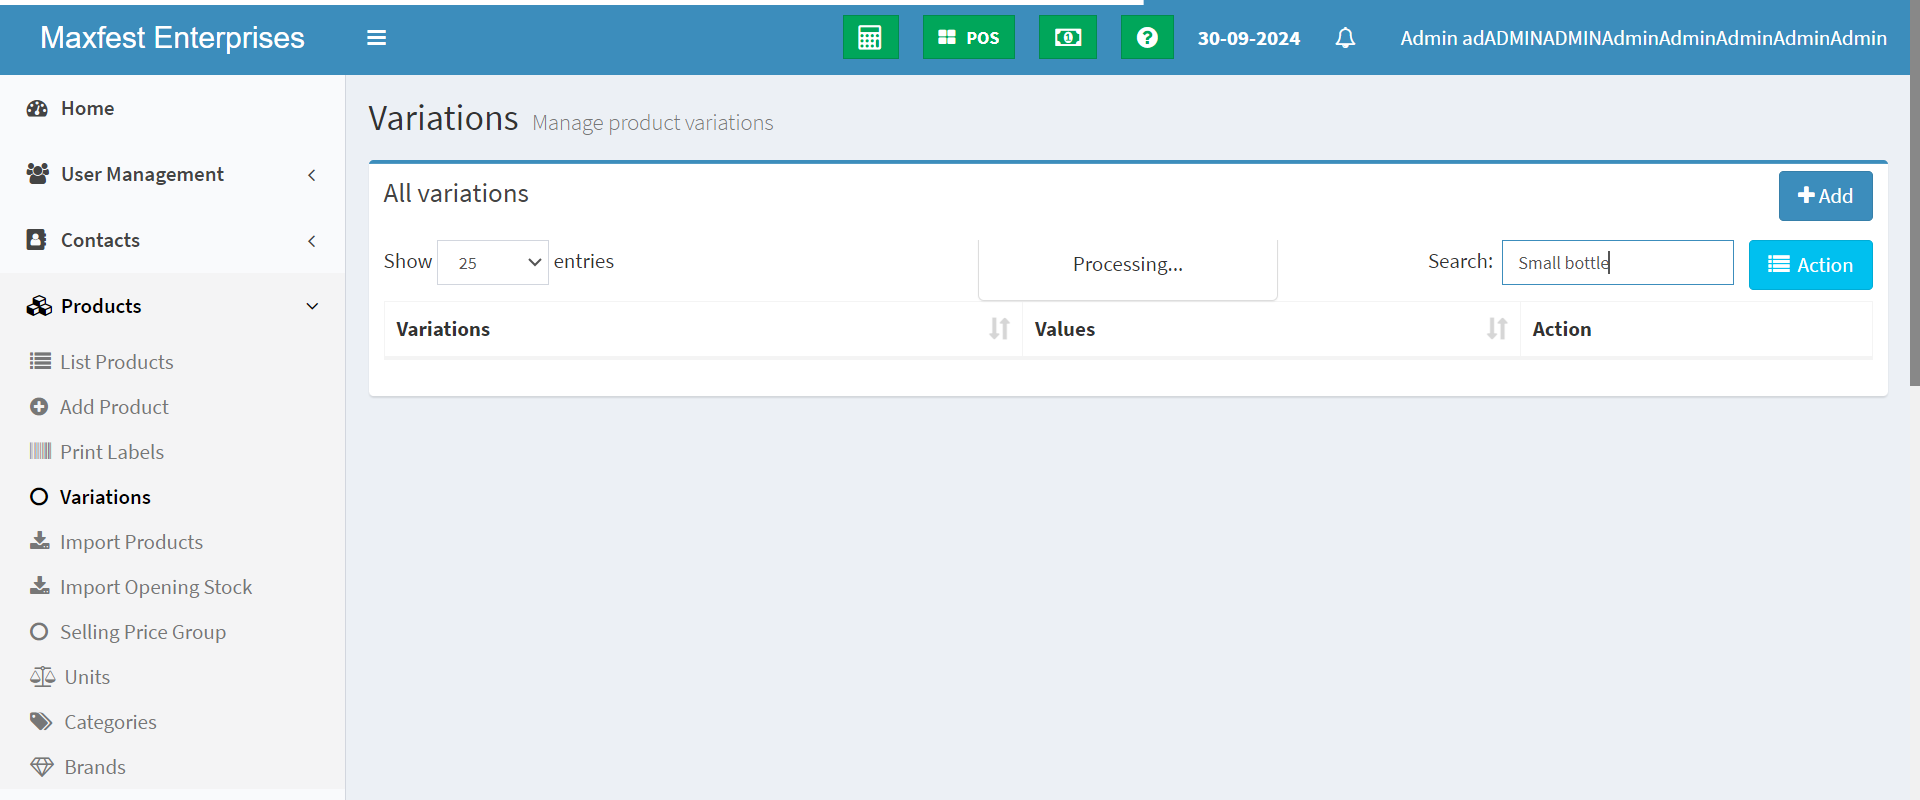 Maxfest Enterprises
POS
30-09-2024
Admin adADMINADMINAdminAdminAdminAdminAdmin
Home
User Management
Contacts
Products
List Products
Add Product
Print Labels
Variations
Import Products
Import Opening Stock
Selling Price Group
Units
Categories
Brands
Variations Manage product variations
All variations
Add
Show 25 entries
Processing...
Search: Small bottle
Action
Variations Values Action